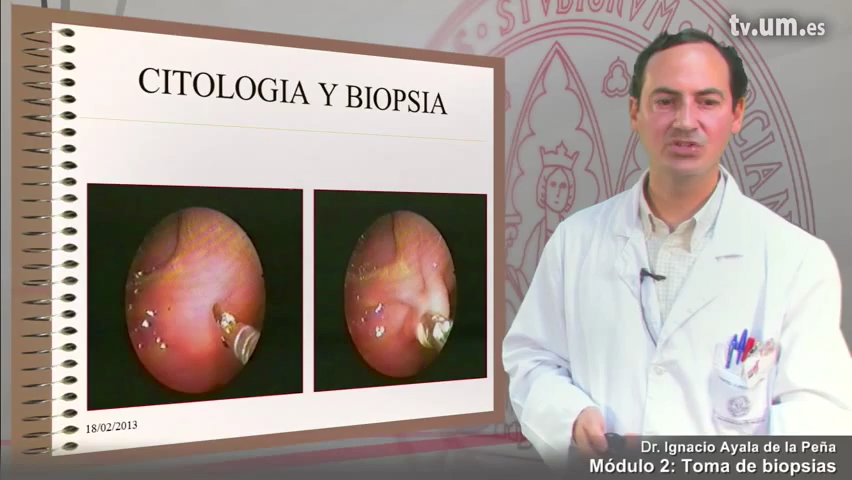 tv.um.es
STVDIORVM
CITOLOGIA Y BIOPSIA
18/02/2013
Dr. Ignacio Ayala de la Peña
Módulo 2: Toma de biopsias